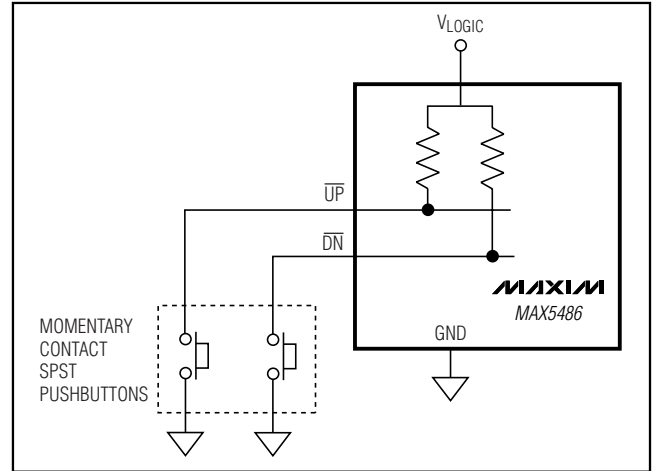 VLOGIC
UP
DN
MAXIM
MAX5486
GND
MOMENTARY
CONTACT
SPST
PUSHBUTTONS